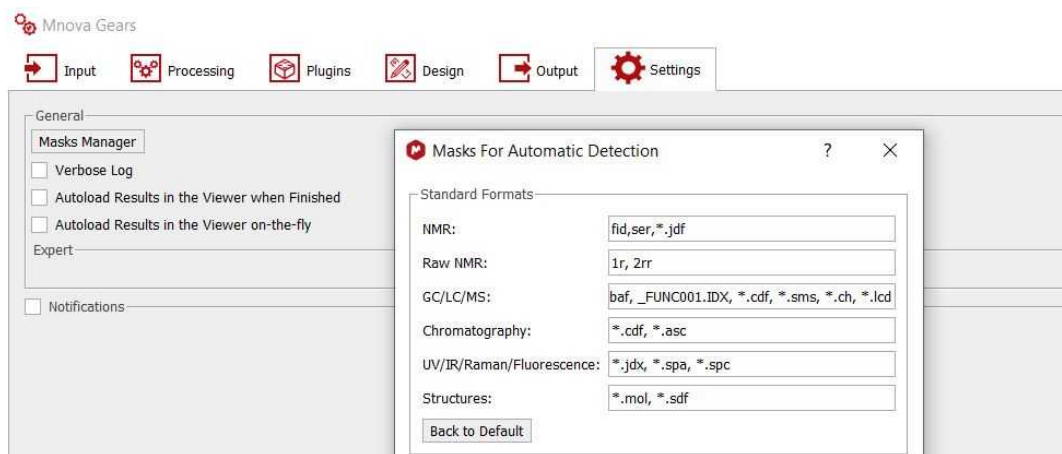 Mnova Gears
Input Processing Plugins Design Output Settings
General
Masks Manager
Verbose Log
Autoload Results in the Viewer when Finished
Autoload Results in the Viewer on-the-fly
Expert
Notifications
Masks For Automatic Detection ?
Standard Formats
NMR: fid,ser,*.jdf
Raw NMR: 1r, 2rr
GC/LC/MS: baf, _FUNC001.IDX, *.cdf, *.sms, *.ch, *.lcd
Chromatography: *.cdf, *.asc
UV/IR/Raman/Fluorescence: *.jdx, *.spa, *.spc
Structures: *.mol, *.sdf
Back to Default